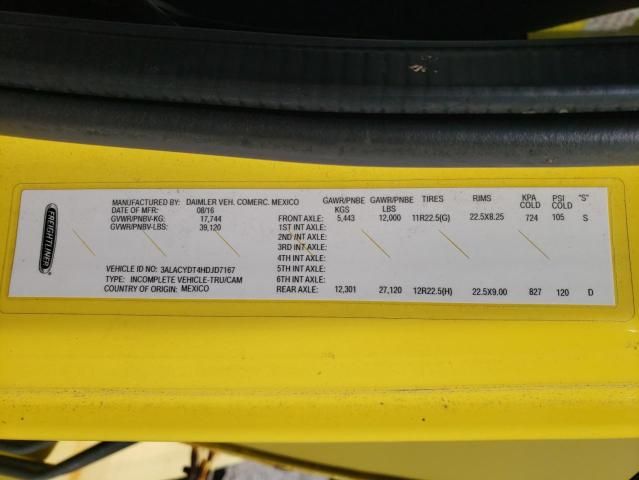 FREIGHTLINER
MANUFACTURED BY: DAIMLER VEH. COMERC. MEXICO
DATE OF MFR: 08/16
GVWR/PNBV-KG: 17,744
GVWR/PNBV-LBS: 39,120
VEHICLE ID NO: 3ALACYDT4HDJD7167
TYPE: INCOMPLETE VEHICLE-TRU/CAM
COUNTRY OF ORIGIN: MEXICO
GAWR/PNBE KGS GAWR/PNBE LBS TIRES RIMS KPA COLD PSI COLD "S"
FRONT AXLE: 5,443 12,000 11R22.5(G) 22.5X8.25 724 105 S
1ST INT AXLE:
2ND INT AXLE:
3RD INT AXLE:
4TH INT AXLE:
5TH INT AXLE:
6TH INT AXLE:
REAR AXLE: 12,301 27,120 12R22.5(H) 22.5X9.00 827 120 D